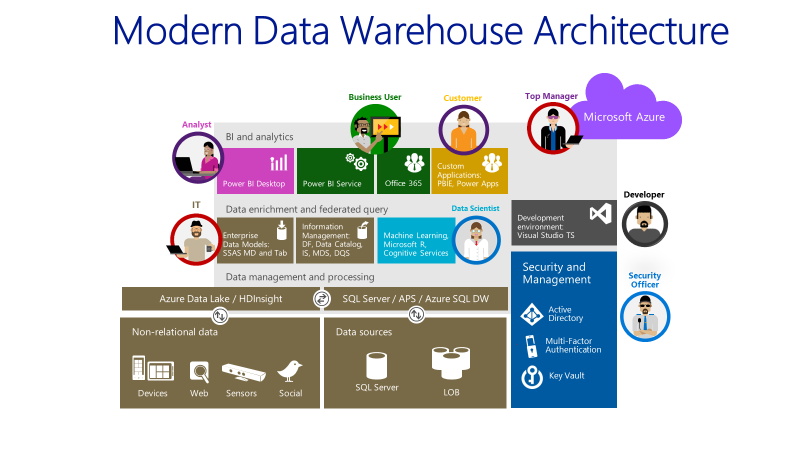 Modern Data Warehouse Architecture
Business User
Customer
Top Manager
Microsoft Azure
Analyst
BI and analytics
Power BI Desktop
Power BI Service
Office 365
Custom
Applications:
PBIE, Power Apps
IT
Data enrichment and federated query
Data Scientist
Developer
Enterprise
Data Models:
SSAS MD and Tab
Information
Management:
DF, Data Catalog,
IS, MDS, DQS
Machine Learning,
Microsoft R,
Cognitive Services
Development
environment:
Visual Studio TS
Data management and processing
Security and
Management
Security
Officer
Azure Data Lake / HDInsight
SQL Server / APS / Azure SQL DW
Active
Directory
Multi-Factor
Authentication
Key Vault
Non-relational data
Devices
Web
Sensors
Social
Data sources
SQL Server
LOB